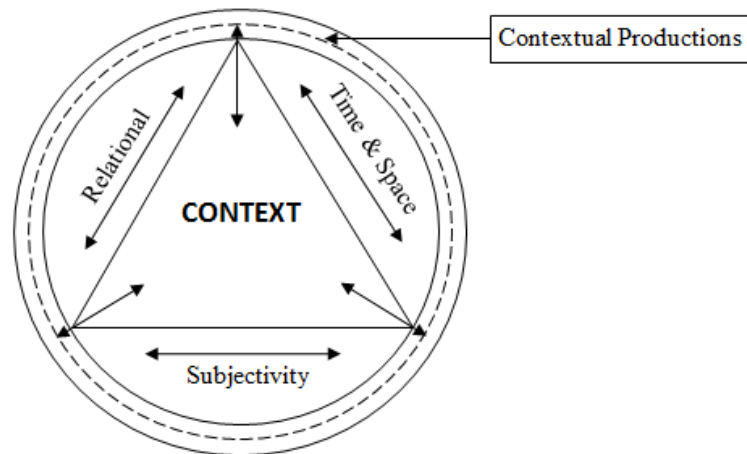 Contextual Productions
Relational
Time & Space
CONTEXT
Subjectivity